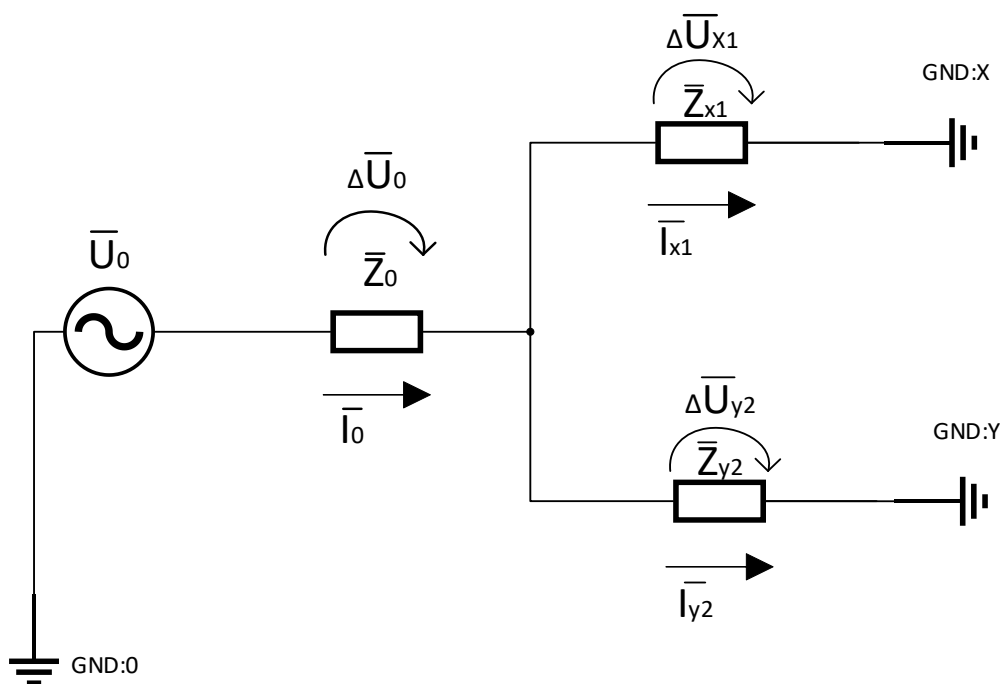 ΔU̅x1
GND:X
Z̅x1
ΔU̅0
I̅x1
U̅0
Z̅0
ΔU̅y2
GND:Y
I̅0
Z̅y2
I̅y2
GND:0